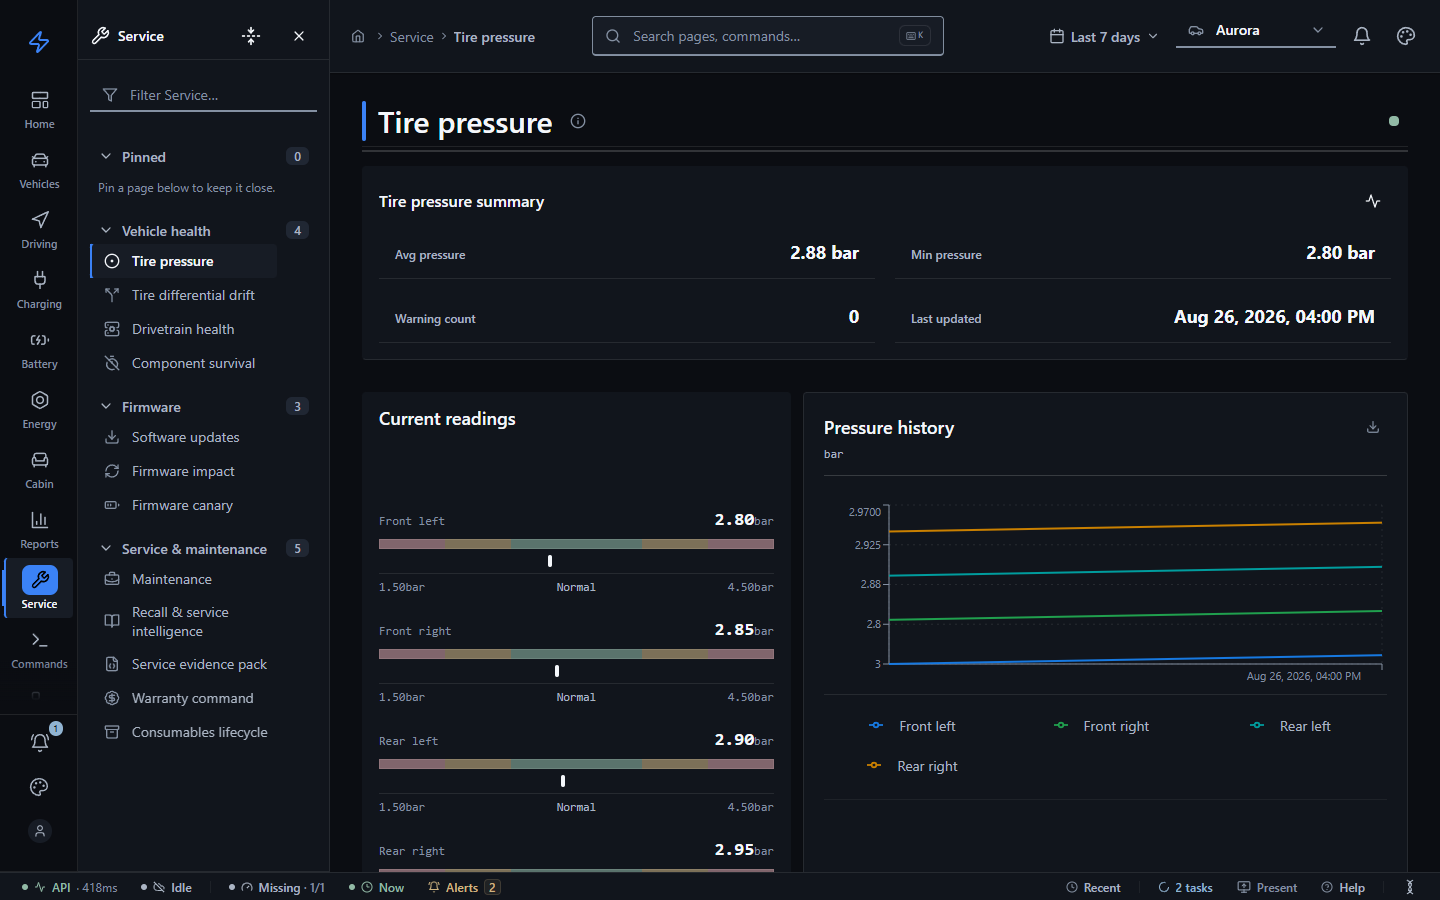 Home
Vehicles
Driving
Charging
Battery
Energy
Cabin
Reports
Service
Commands
1
Service
Filter Service...
Pinned 0
Pin a page below to keep it close.
Vehicle health 4
Tire pressure
Tire differential drift
Drivetrain health
Component survival
Firmware 3
Software updates
Firmware impact
Firmware canary
Service & maintenance 5
Maintenance
Recall & service
intelligence
Service evidence pack
Warranty command
Consumables lifecycle
Service Tire pressure
Search pages, commands... K
Last 7 days
Aurora
Tire pressure
Tire pressure summary
Avg pressure 2.88 bar
Min pressure 2.80 bar
Warning count 0
Last updated Aug 26, 2026, 04:00 PM
Current readings
Front left 2.80bar
1.50bar Normal 4.50bar
Front right 2.85bar
1.50bar Normal 4.50bar
Rear left 2.90bar
1.50bar Normal 4.50bar
Rear right 2.95bar
Pressure history
bar
2.9700
2.925
2.88
2.8
3
Aug 26, 2026, 04:00 PM
Front left Front right Rear left
Rear right
API · 418ms Idle Missing · 1/1 Now Alerts 2 Recent 2 tasks Present Help